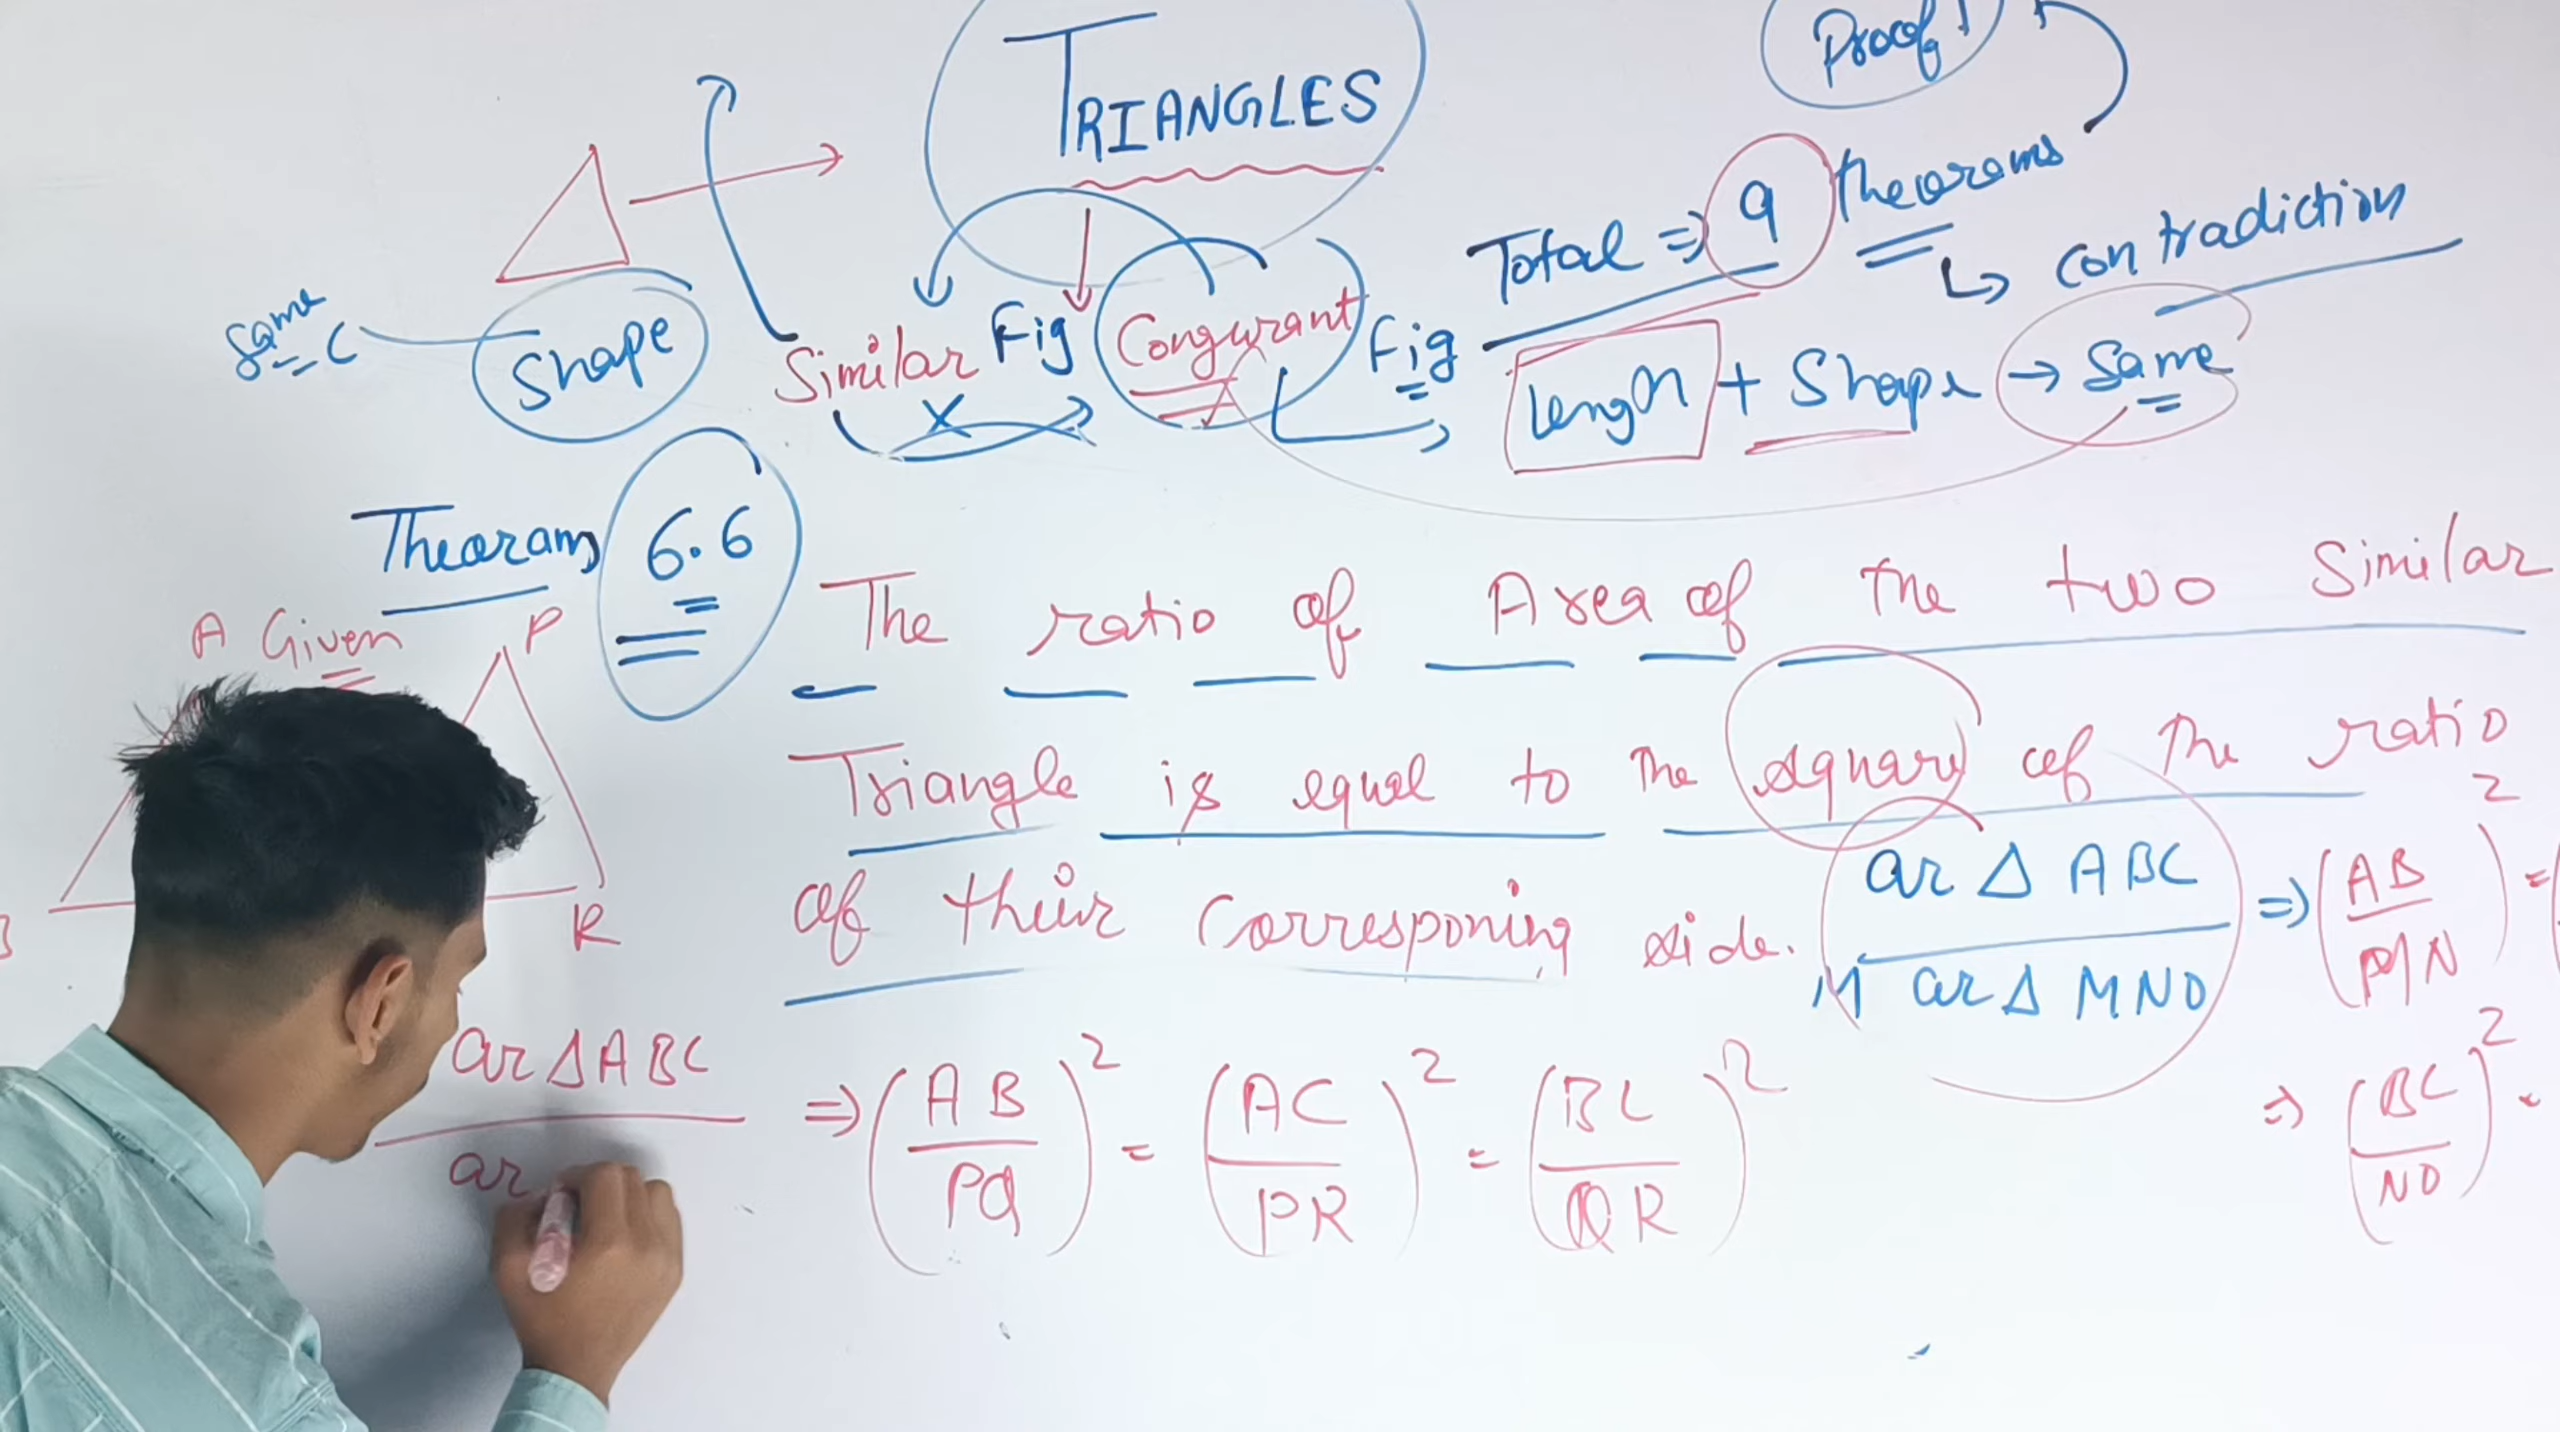 TRIANGLES
Proof
Total ⇒ 9 theorems
↳ contradiction
Same
Shape
Similar Fig
Congurant Fig
length + Shape → Same
Theoram 6.6
The ratio of Area of the two Similar
Triangle is equal to the square of the ratio
of their Corresponing side.
A Given P
R
ar Δ ABC
ar Δ MNO
⇒ (AB/MN)² =
⇒ (BC/NO)²
ar Δ ABC
ar
⇒ (AB/PQ)² = (AC/PR)² = (BC/QR)²